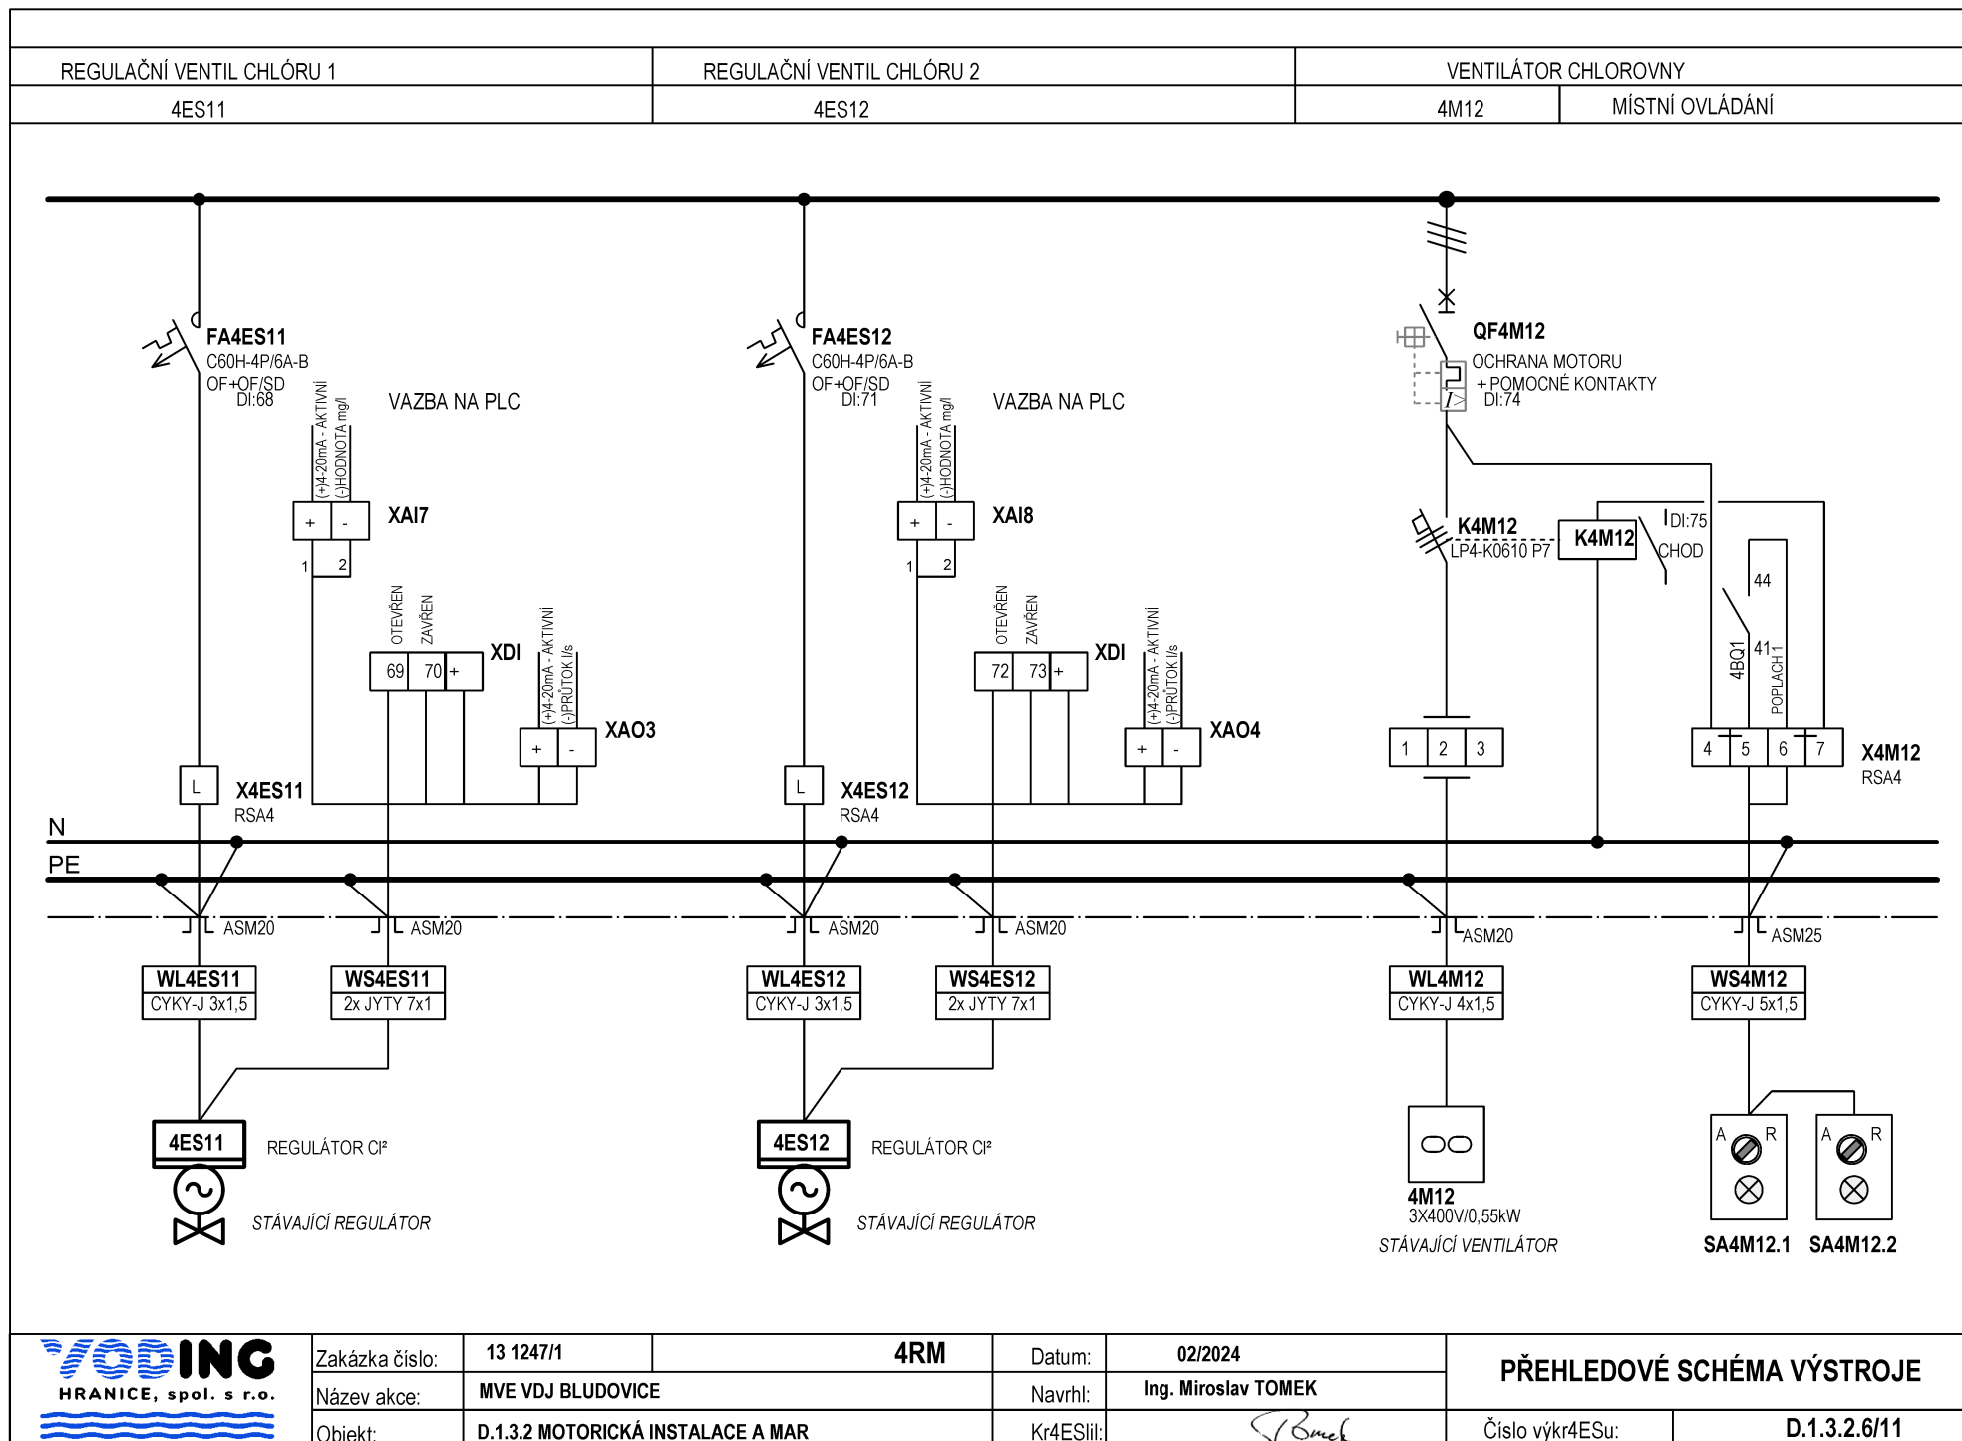 REGULAČNÍ VENTIL CHLÓRU 1
REGULAČNÍ VENTIL CHLÓRU 2
VENTILÁTOR CHLOROVNY
4ES11
4ES12
4M12
MÍSTNÍ OVLÁDÁNÍ
FA4ES11
C60H-4P/6A-B
OF+OF/SD
DI:68
VAZBA NA PLC
(+)4-20mA - AKTIVNÍ
(-)HODNOTA mg/l
+ -
XAI7
1 2
OTEVŘEN
ZAVŘEN
69 70 +
XDI
(+)4-20mA - AKTIVNÍ
(-)PRŮTOK l/s
+ -
XAO3
L
X4ES11
RSA4
FA4ES12
C60H-4P/6A-B
OF+OF/SD
DI:71
VAZBA NA PLC
(+)4-20mA - AKTIVNÍ
(-)HODNOTA mg/l
+ -
XAI8
1 2
OTEVŘEN
ZAVŘEN
72 73 +
XDI
(+)4-20mA - AKTIVNÍ
(-)PRŮTOK l/s
+ -
XAO4
L
X4ES12
RSA4
QF4M12
OCHRANA MOTORU
+ POMOCNÉ KONTAKTY
DI:74
I>
K4M12
LP4-K0610 P7
K4M12
DI:75
CHOD
44
41
4BQ1
POPLACH 1
1 2 3
4 5 6 7
X4M12
RSA4
N
PE
ASM20
ASM20
ASM20
ASM20
ASM20
ASM25
WL4ES11
CYKY-J 3x1,5
WS4ES11
2x JYTY 7x1
WL4ES12
CYKY-J 3x1,5
WS4ES12
2x JYTY 7x1
WL4M12
CYKY-J 4x1,5
WS4M12
CYKY-J 5x1,5
4ES11
REGULÁTOR Cl²
STÁVAJÍCÍ REGULÁTOR
4ES12
REGULÁTOR Cl²
STÁVAJÍCÍ REGULÁTOR
4M12
3X400V/0,55kW
STÁVAJÍCÍ VENTILÁTOR
A R
A R
SA4M12.1
SA4M12.2
VODING
HRANICE, spol. s r.o.
Zakázka číslo:
13 1247/1
4RM
Datum:
02/2024
PŘEHLEDOVÉ SCHÉMA VÝSTROJE
Název akce:
MVE VDJ BLUDOVICE
Navrhl:
Ing. Miroslav TOMEK
Objekt:
D.1.3.2 MOTORICKÁ INSTALACE A MAR
Kr4ESlil:
Číslo výkr4ESu:
D.1.3.2.6/11